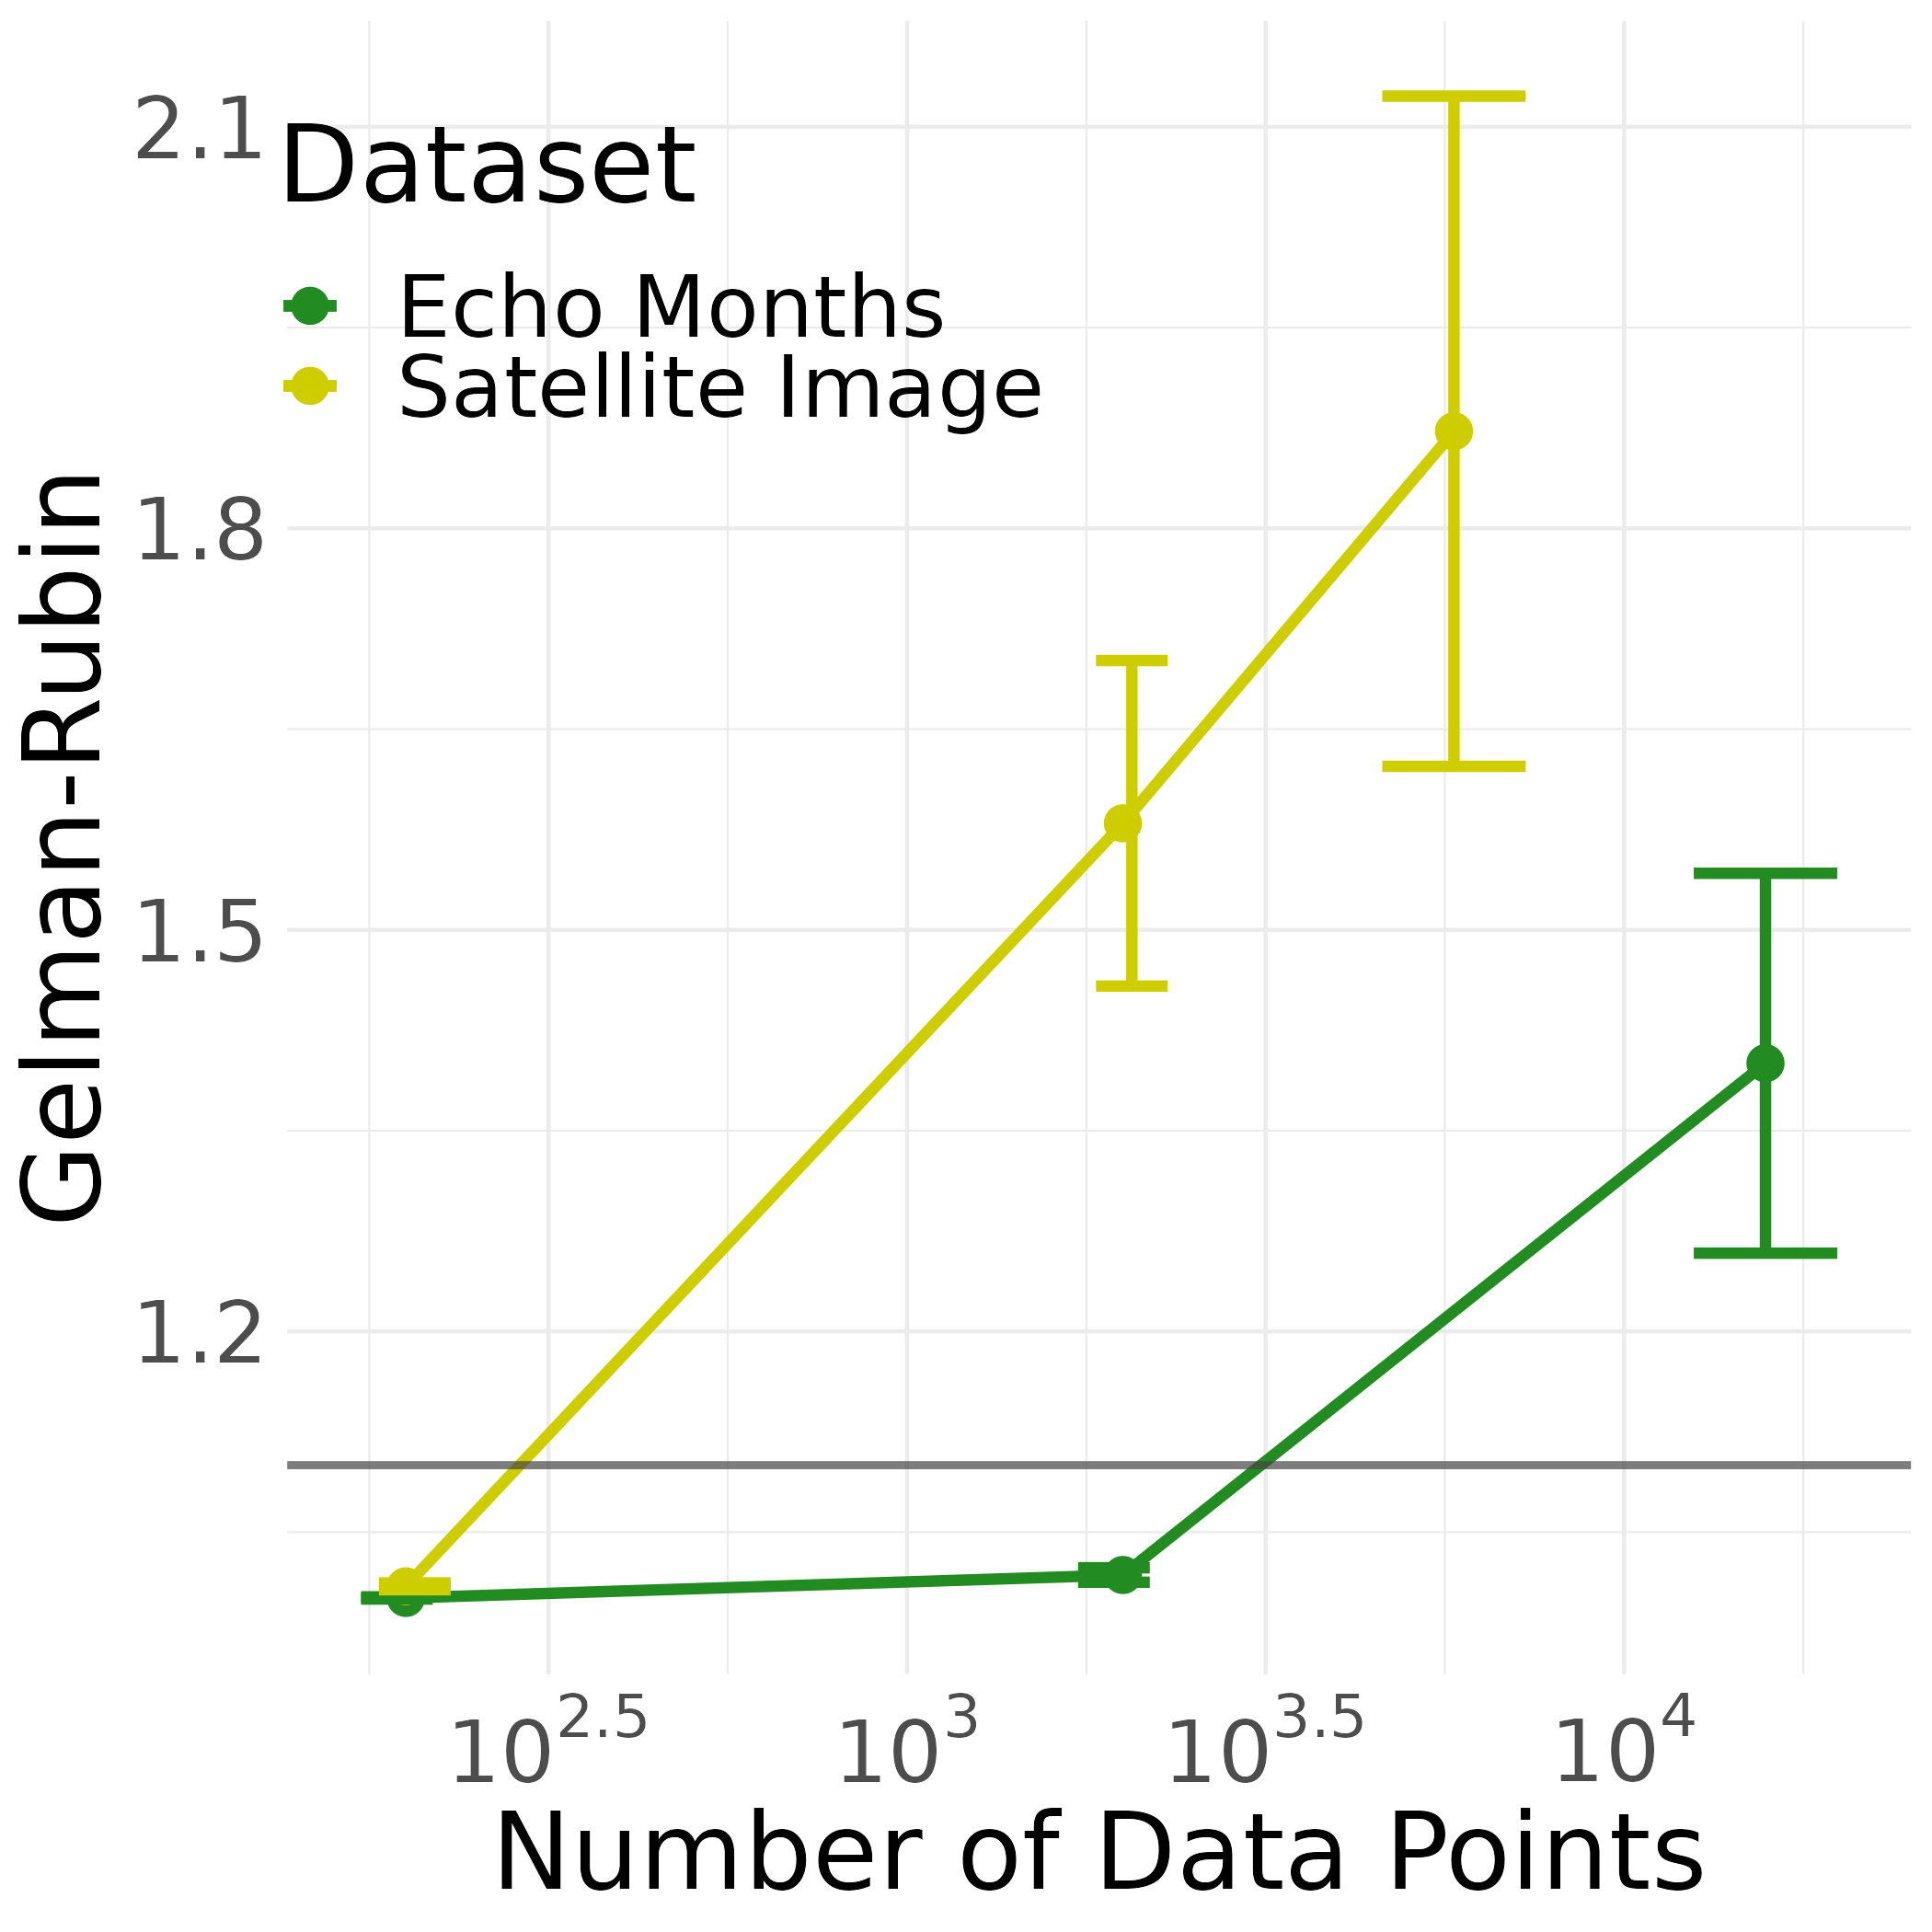 Dataset
Echo Months
Satellite Image
Gelman-Rubin
2.1
1.8
1.5
1.2
10^2.5
10^3
10^3.5
10^4
Number of Data Points